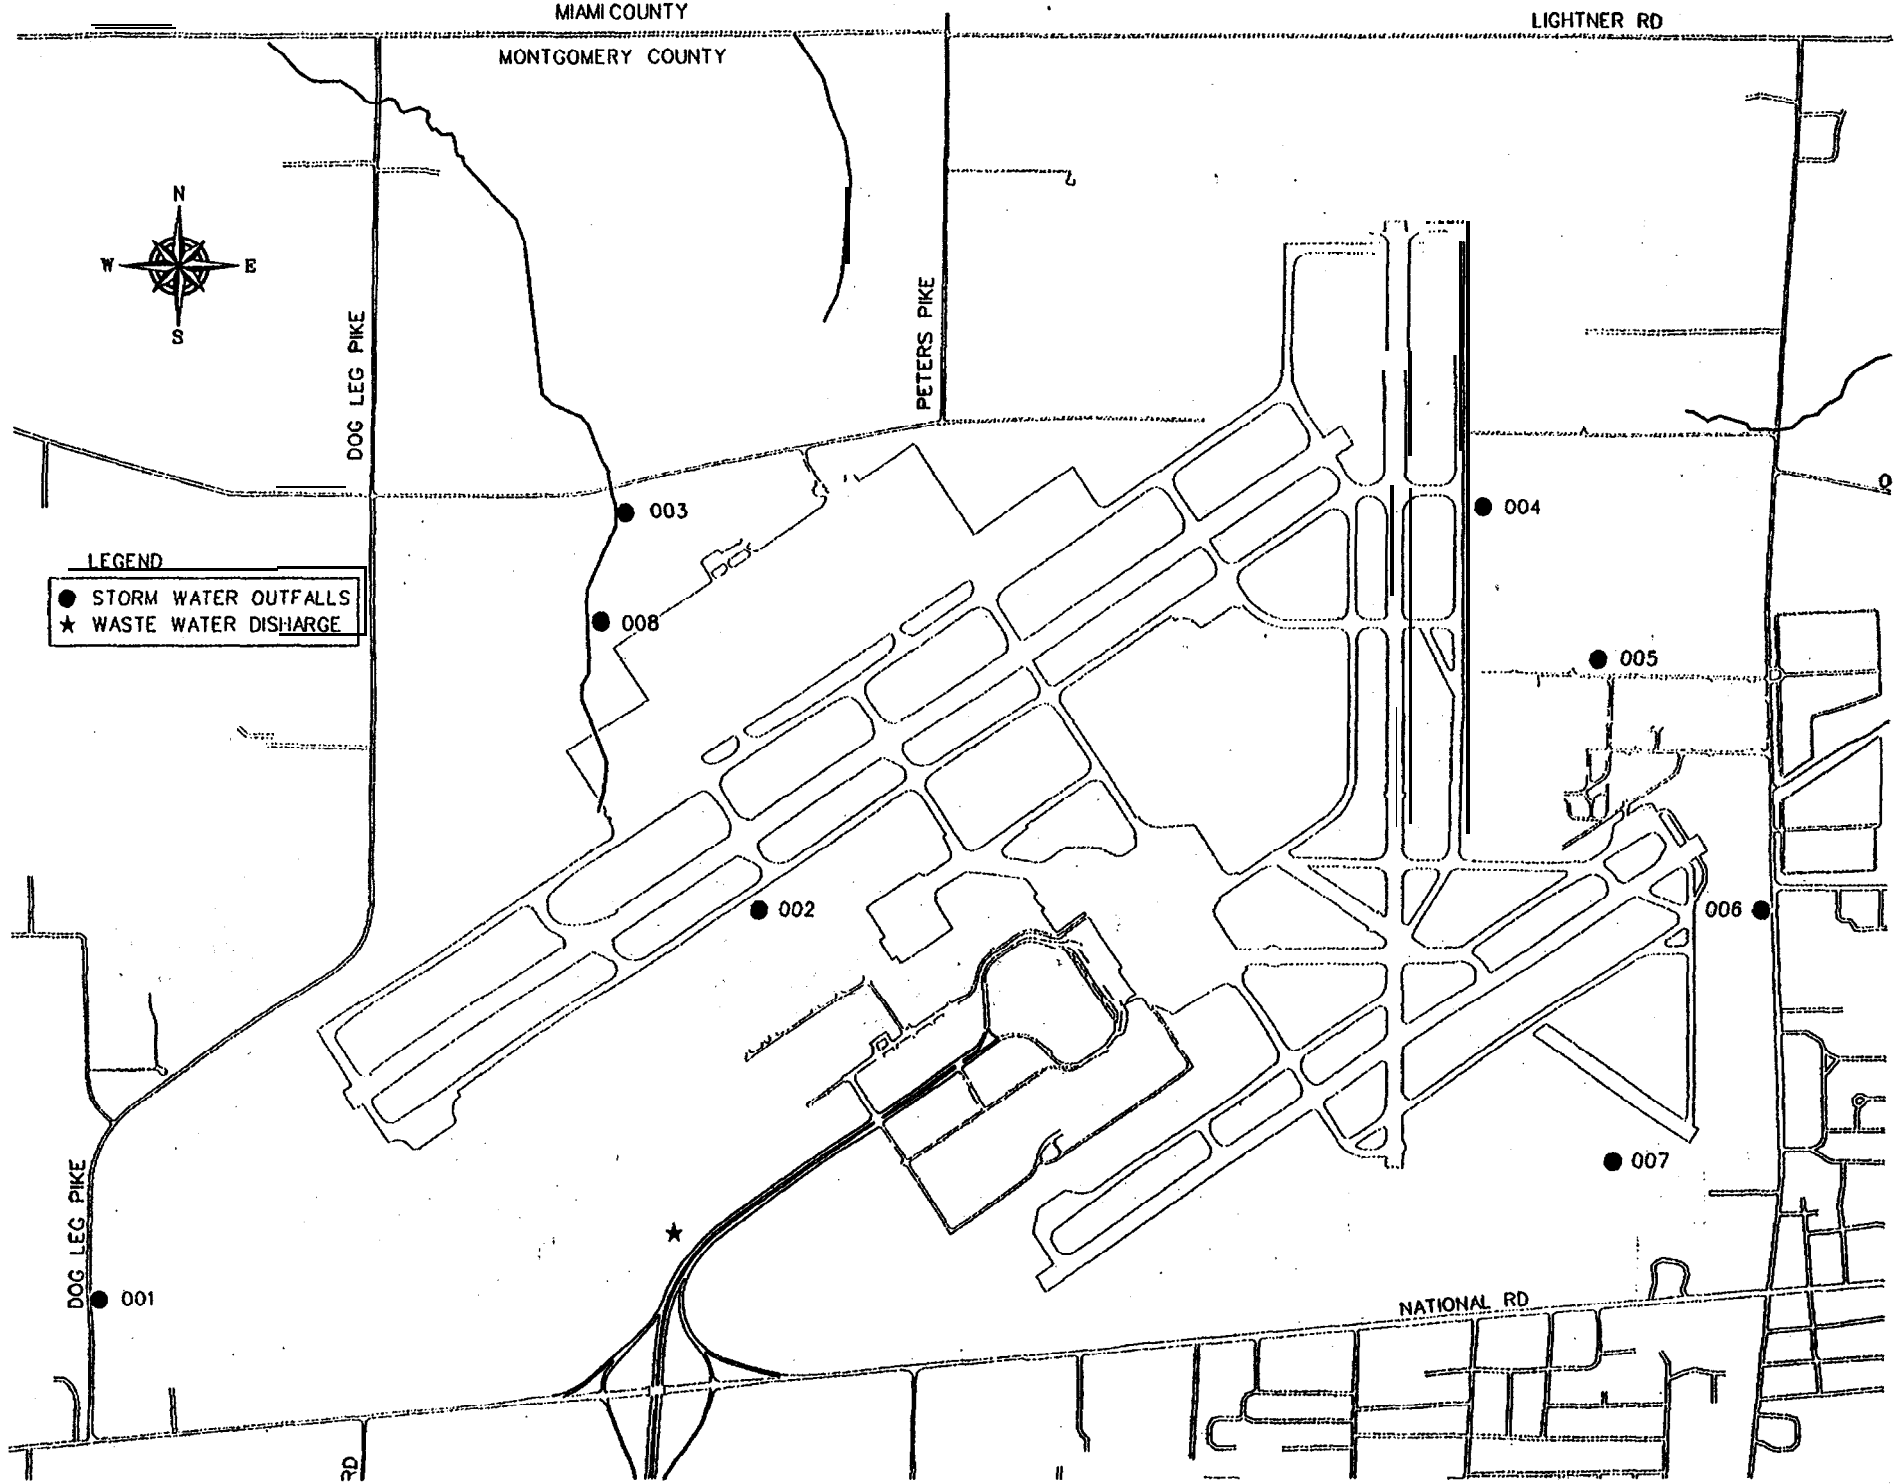 MIAMI COUNTY
LIGHTNER RD
MONTGOMERY COUNTY
N
W E
S
DOG LEG PIKE
PETERS PIKE
003
004
LEGEND
STORM WATER OUTFALLS
WASTE WATER DISHARGE
008
005
002
006
007
DOG LEG PIKE
001
NATIONAL RD
RD
O